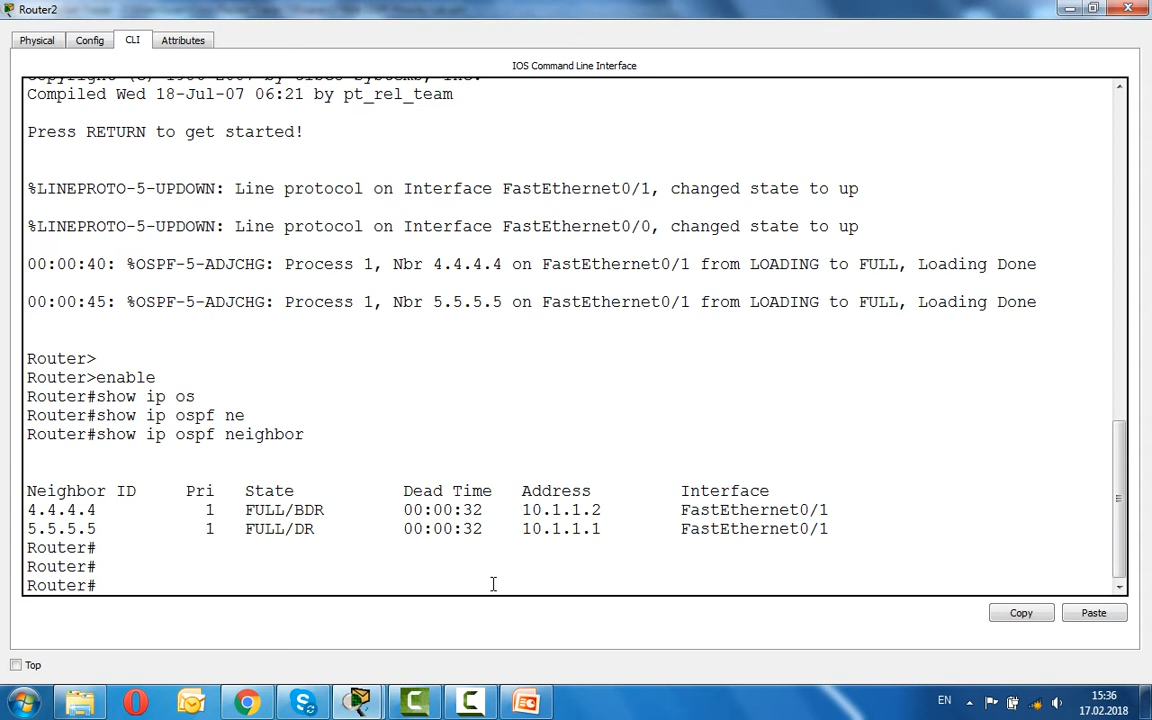 Router2
Physical Config CLI Attributes
IOS Command Line Interface
Compiled Wed 18-Jul-07 06:21 by pt_rel_team
Press RETURN to get started!
%LINEPROTO-5-UPDOWN: Line protocol on Interface FastEthernet0/1, changed state to up
%LINEPROTO-5-UPDOWN: Line protocol on Interface FastEthernet0/0, changed state to up
00:00:40: %OSPF-5-ADJCHG: Process 1, Nbr 4.4.4.4 on FastEthernet0/1 from LOADING to FULL, Loading Done
00:00:45: %OSPF-5-ADJCHG: Process 1, Nbr 5.5.5.5 on FastEthernet0/1 from LOADING to FULL, Loading Done
Router>
Router>enable
Router#show ip os
Router#show ip ospf ne
Router#show ip ospf neighbor
Neighbor ID Pri State Dead Time Address Interface
4.4.4.4 1 FULL/BDR 00:00:32 10.1.1.2 FastEthernet0/1
5.5.5.5 1 FULL/DR 00:00:32 10.1.1.1 FastEthernet0/1
Router#
Router#
Router#
Copy Paste
Top
EN 15:36
17.02.2018